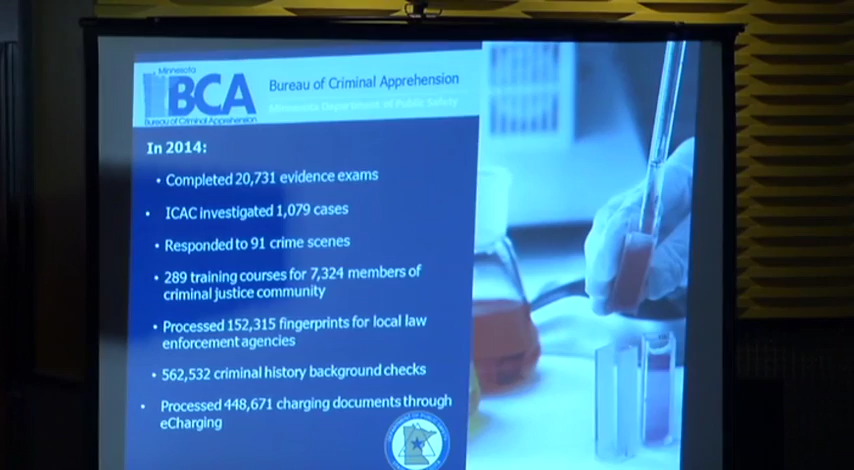 Minnesota
BCA
Bureau of Criminal Apprehension
Bureau of Criminal Apprehension
Minnesota Department of Public Safety
In 2014:
• Completed 20,731 evidence exams
• ICAC investigated 1,079 cases
• Responded to 91 crime scenes
• 289 training courses for 7,324 members of
criminal justice community
• Processed 152,315 fingerprints for local law
enforcement agencies
• 562,532 criminal history background checks
• Processed 448,671 charging documents through
eCharging